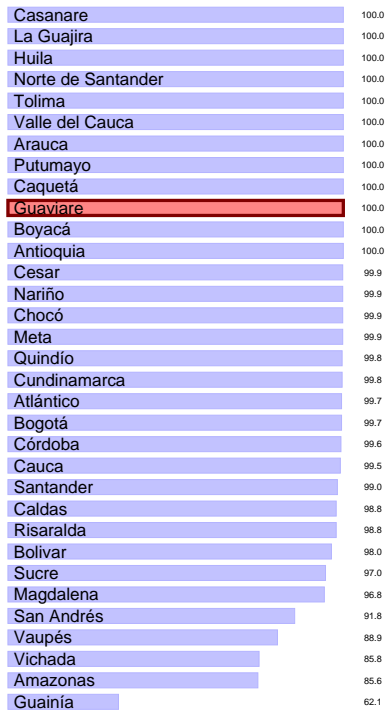 Casanare 100.0
La Guajira 100.0
Huila 100.0
Norte de Santander 100.0
Tolima 100.0
Valle del Cauca 100.0
Arauca 100.0
Putumayo 100.0
Caquetá 100.0
Guaviare 100.0
Boyacá 100.0
Antioquia 100.0
Cesar 99.9
Nariño 99.9
Chocó 99.9
Meta 99.9
Quindío 99.8
Cundinamarca 99.8
Atlántico 99.7
Bogotá 99.7
Córdoba 99.6
Cauca 99.5
Santander 99.0
Caldas 98.8
Risaralda 98.8
Bolivar 98.0
Sucre 97.0
Magdalena 96.8
San Andrés 91.8
Vaupés 88.9
Vichada 85.8
Amazonas 85.6
Guainía 62.1